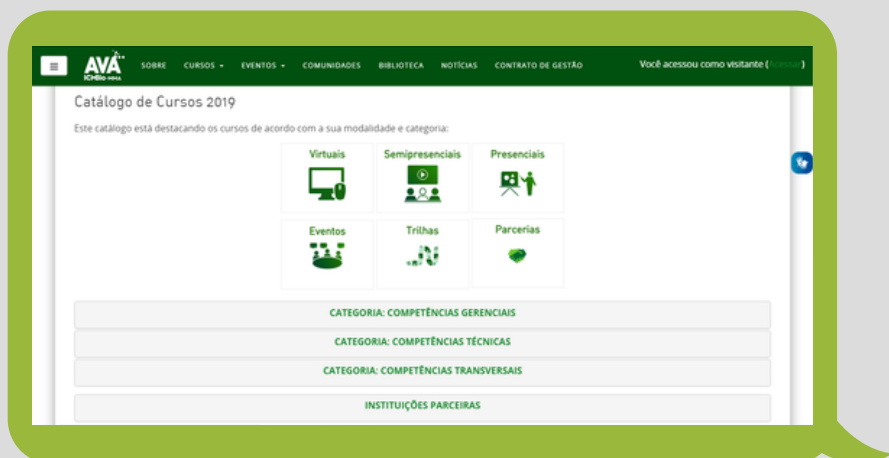 AVA
ICMBio MMA
SOBRE CURSOS EVENTOS COMUNIDADES BIBLIOTECA NOTÍCIAS CONTRATO DE GESTÃO Você acessou como visitante (Acessar)
Catálogo de Cursos 2019
Este catálogo está destacando os cursos de acordo com a sua modalidade e categoria:
Virtuais Semipresenciais Presenciais
Eventos Trilhas Parcerias
CATEGORIA: COMPETÊNCIAS GERENCIAIS
CATEGORIA: COMPETÊNCIAS TÉCNICAS
CATEGORIA: COMPETÊNCIAS TRANSVERSAIS
INSTITUIÇÕES PARCEIRAS